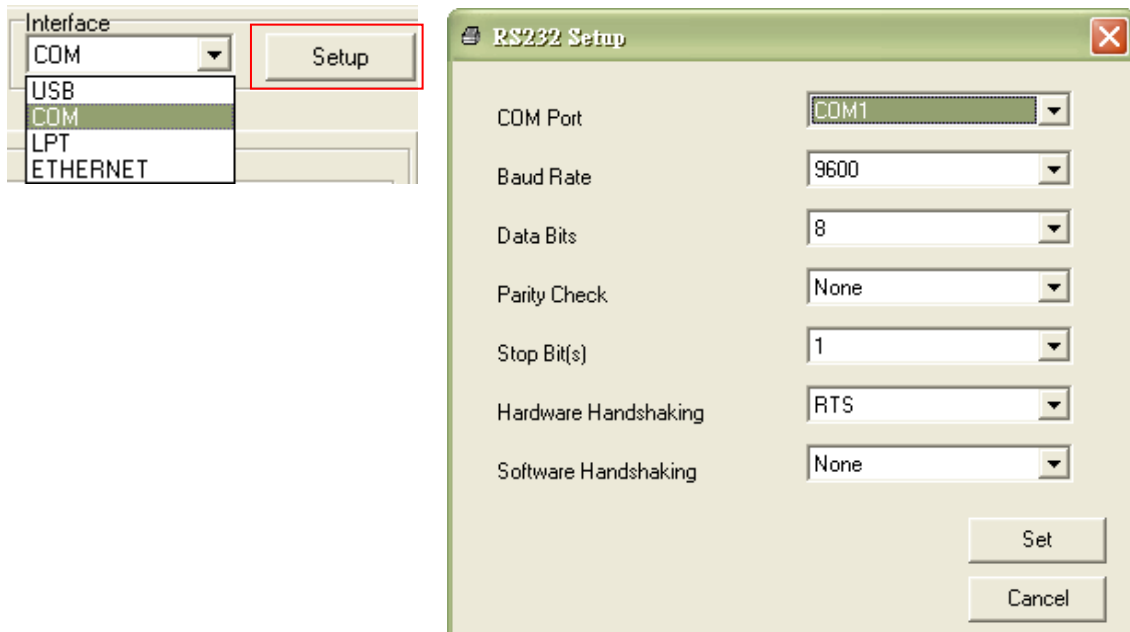 Interface
COM
Setup
USB
COM
LPT
ETHERNET
RS232 Setup
COM Port
COM1
Baud Rate
9600
Data Bits
8
Parity Check
None
Stop Bit(s)
1
Hardware Handshaking
RTS
Software Handshaking
None
Set
Cancel